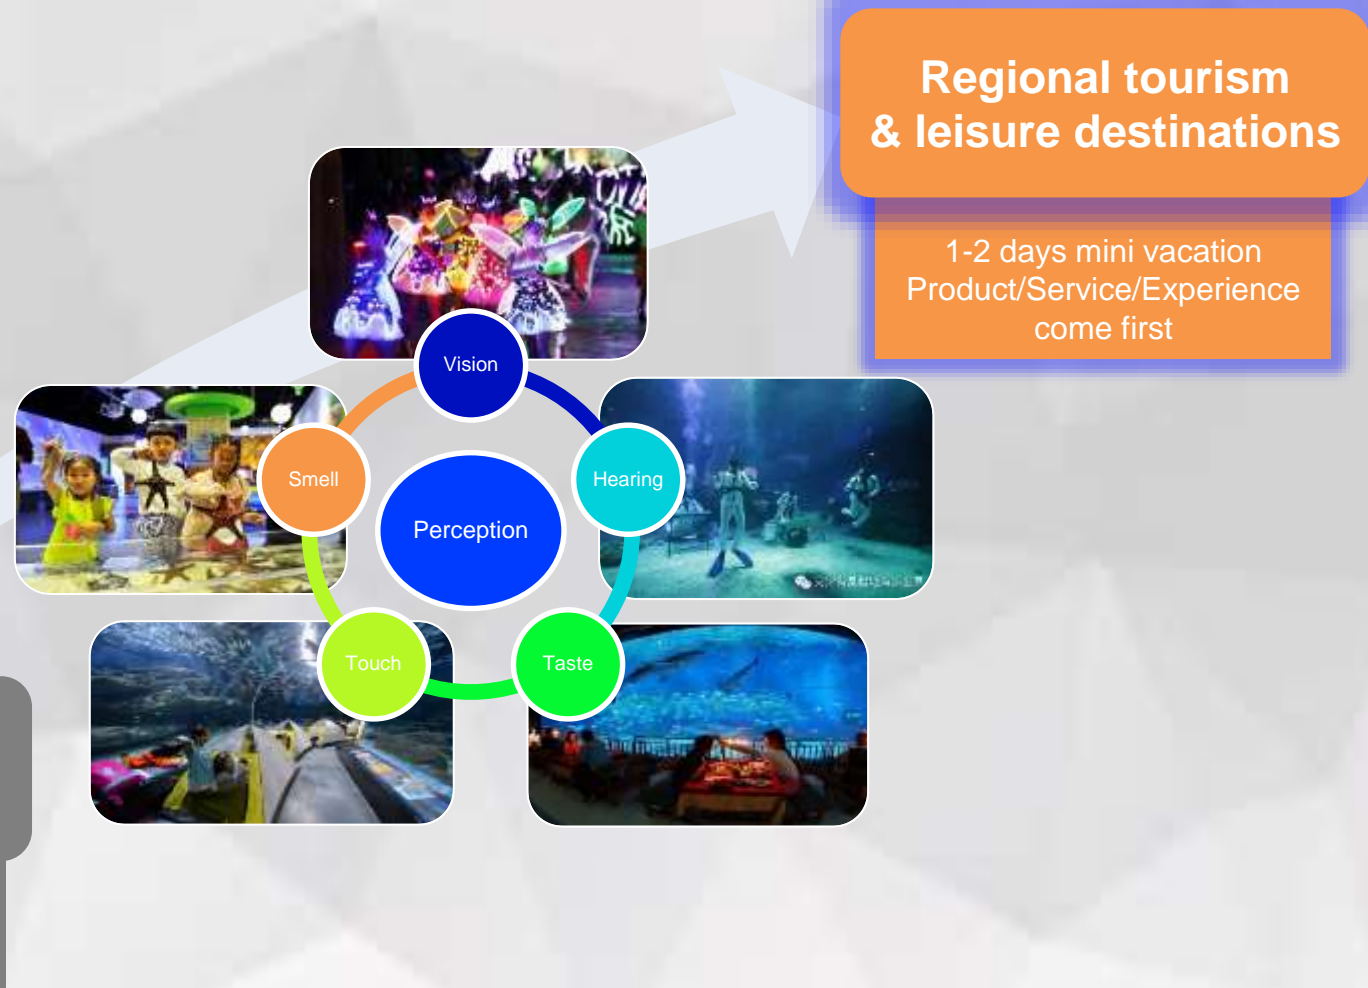 Regional tourism
& leisure destinations
1-2 days mini vacation
Product/Service/Experience
come first
Vision
Smell
Hearing
Perception
Touch
Taste